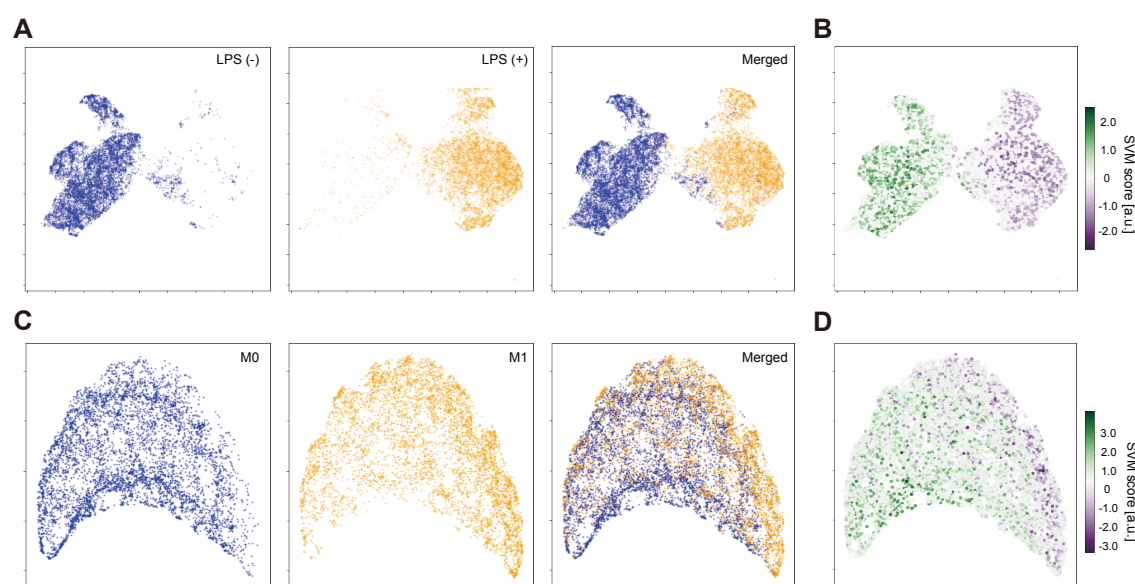 A
B
LPS (-)
LPS (+)
Merged
2.0
1.0
0
-1.0
-2.0
SVM score [a.u.]
C
D
M0
M1
Merged
3.0
2.0
1.0
0
-1.0
-2.0
-3.0
SVM score [a.u.]